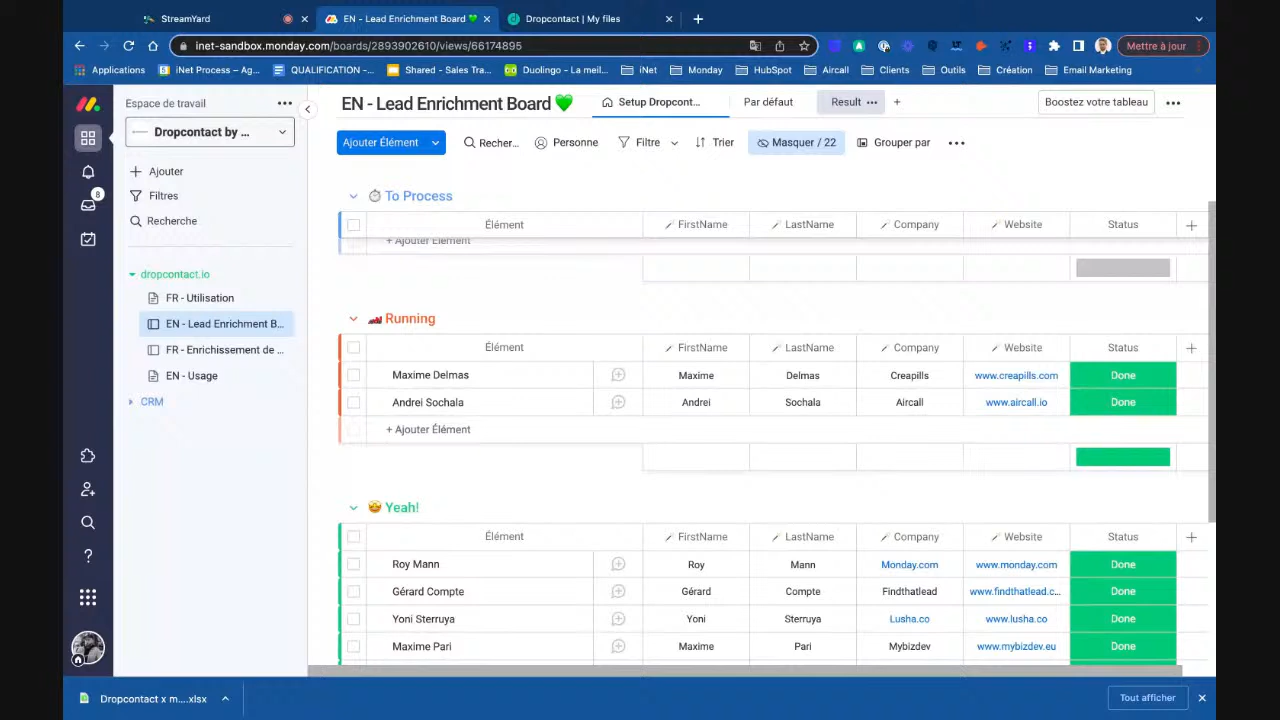 StreamYard
EN - Lead Enrichment Board 💚
Dropcontact | My files
inet-sandbox.monday.com/boards/2893902610/views/66174895
Mettre à jour
Applications
iNet Process – Ag...
QUALIFICATION -...
Shared - Sales Tra...
Duolingo - La meil...
iNet
Monday
HubSpot
Aircall
Clients
Outils
Création
Email Marketing
Espace de travail
Dropcontact by ...
Ajouter
Filtres
Recherche
8
dropcontact.io
FR - Utilisation
EN - Lead Enrichment B...
FR - Enrichissement de ...
EN - Usage
CRM
EN - Lead Enrichment Board 💚
Setup Dropcont...
Par défaut
Result
Boostez votre tableau
Ajouter Élément
Recher...
Personne
Filtre
Trier
Masquer / 22
Grouper par
⏱ To Process
Élément FirstName LastName Company Website Status
+ Ajouter Élément
🏎 Running
Élément FirstName LastName Company Website Status
Maxime Delmas Maxime Delmas Creapills www.creapills.com Done
Andrei Sochala Andrei Sochala Aircall www.aircall.io Done
+ Ajouter Élément
🤩 Yeah!
Élément FirstName LastName Company Website Status
Roy Mann Roy Mann Monday.com www.monday.com Done
Gérard Compte Gérard Compte Findthatlead www.findthatlead.c... Done
Yoni Sterruya Yoni Sterruya Lusha.co www.lusha.co Done
Maxime Pari Maxime Pari Mybizdev www.mybizdev.eu Done
Dropcontact x m....xlsx
Tout afficher